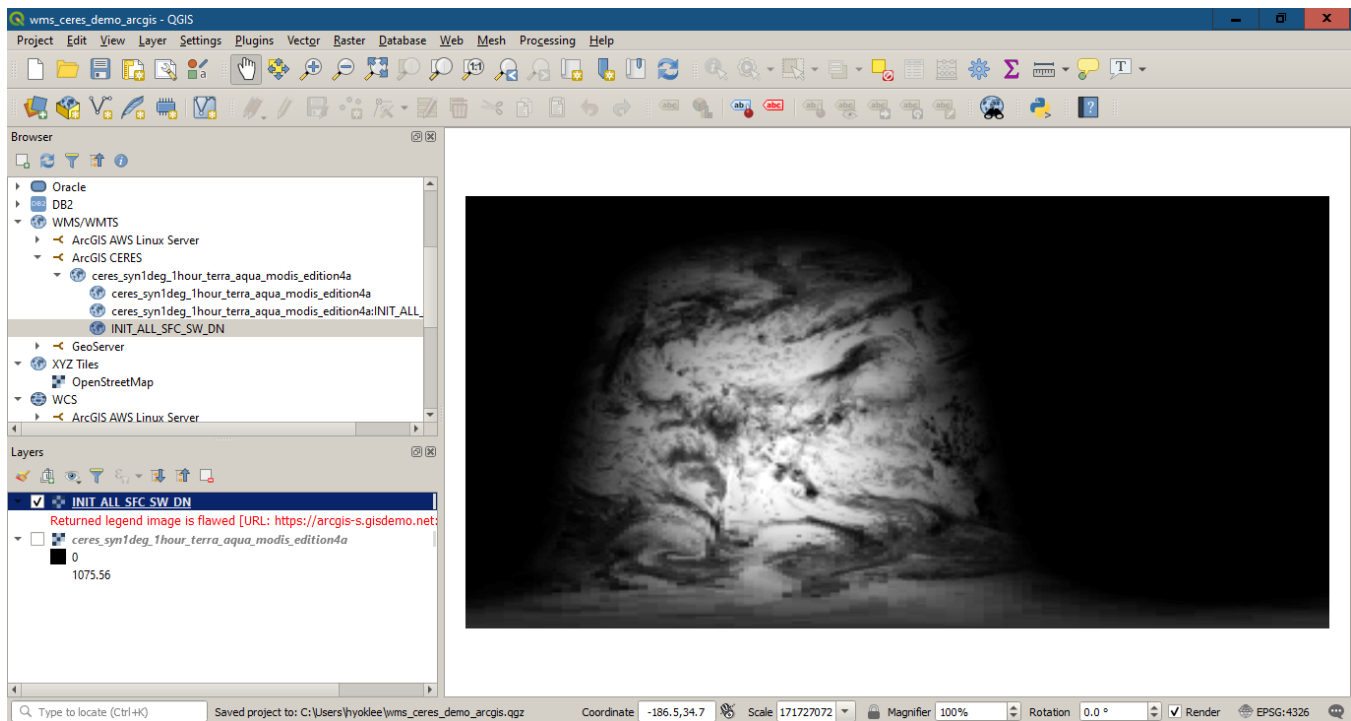 wms_ceres_demo_arcgis - QGIS
Project Edit View Layer Settings Plugins Vector Raster Database Web Mesh Processing Help
Browser
Oracle
DB2
WMS/WMTS
ArcGIS AWS Linux Server
ArcGIS CERES
ceres_syn1deg_1hour_terra_aqua_modis_edition4a
ceres_syn1deg_1hour_terra_aqua_modis_edition4a
ceres_syn1deg_1hour_terra_aqua_modis_edition4a:INIT_ALL_
INIT_ALL_SFC_SW_DN
GeoServer
XYZ Tiles
OpenStreetMap
WCS
ArcGIS AWS Linux Server
Layers
INIT_ALL_SFC_SW_DN
Returned legend image is flawed [URL: https://arcgis-s.gisdemo.net:
ceres_syn1deg_1hour_terra_aqua_modis_edition4a
0
1075.56
Type to locate (Ctrl+K) Saved project to: C:\Users\hyoklee\wms_ceres_demo_arcgis.qgz Coordinate -186.5,34.7 Scale 171727072 Magnifier 100% Rotation 0.0 ° Render EPSG:4326